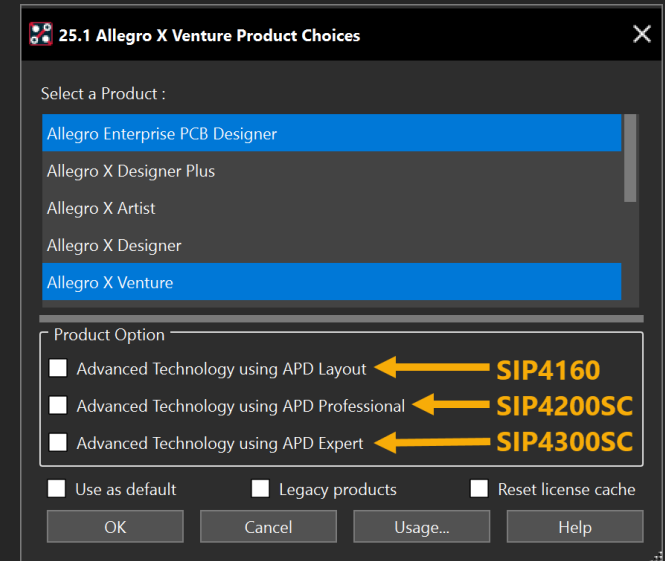 25.1 Allegro X Venture Product Choices
Select a Product :
Allegro Enterprise PCB Designer
Allegro X Designer Plus
Allegro X Artist
Allegro X Designer
Allegro X Venture
Product Option
Advanced Technology using APD Layout SIP4160
Advanced Technology using APD Professional SIP4200SC
Advanced Technology using APD Expert SIP4300SC
Use as default Legacy products Reset license cache
OK Cancel Usage... Help